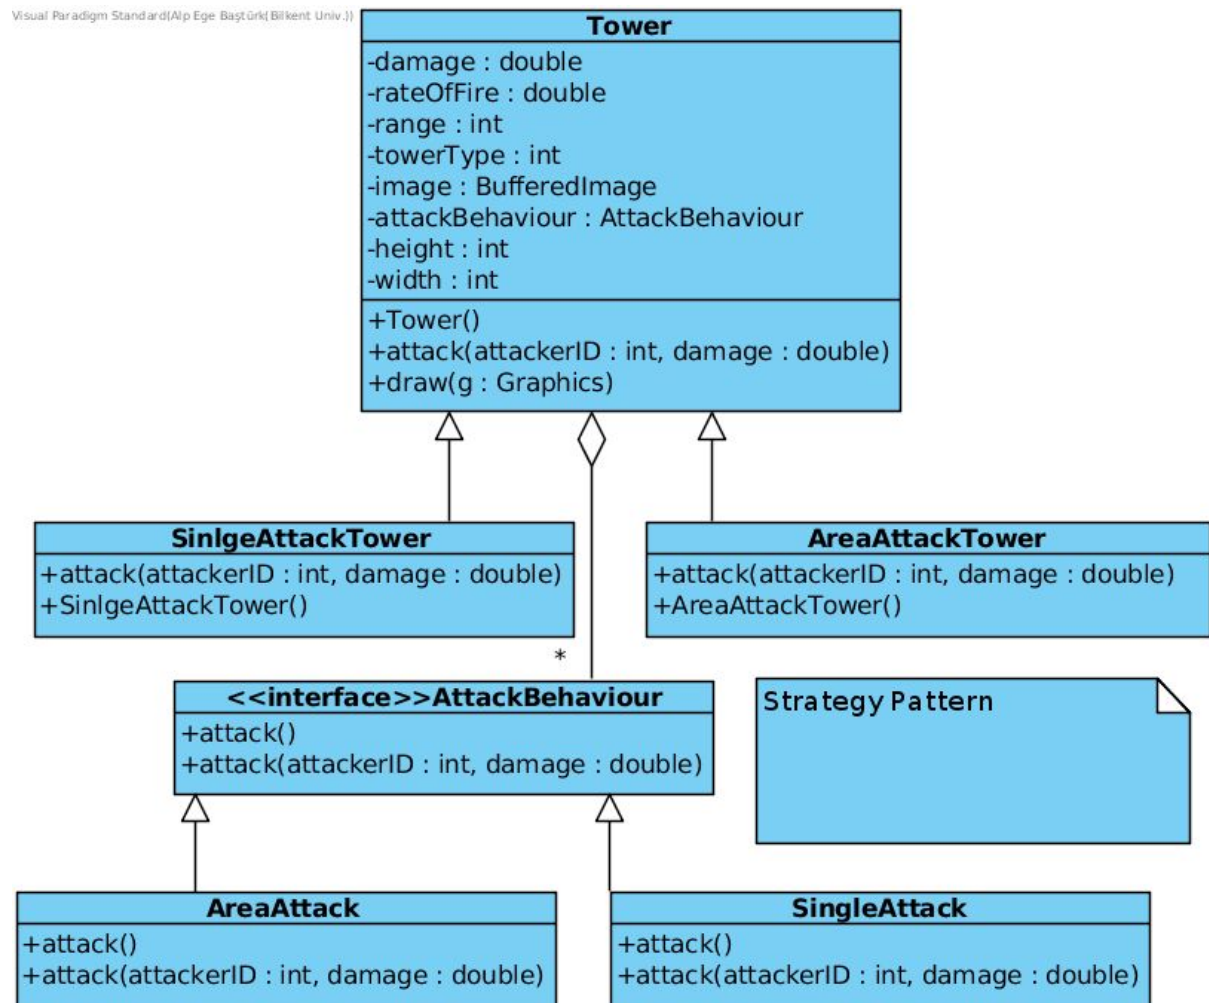 Visual Paradigm Standard(Alp Ege Baştürk(Bilkent Univ.))
Tower
-damage : double
-rateOfFire : double
-range : int
-towerType : int
-image : BufferedImage
-attackBehaviour : AttackBehaviour
-height : int
-width : int
+Tower()
+attack(attackerID : int, damage : double)
+draw(g : Graphics)
SinlgeAttackTower
+attack(attackerID : int, damage : double)
+SinlgeAttackTower()
AreaAttackTower
+attack(attackerID : int, damage : double)
+AreaAttackTower()
*
<<interface>>AttackBehaviour
+attack()
+attack(attackerID : int, damage : double)
Strategy Pattern
AreaAttack
+attack()
+attack(attackerID : int, damage : double)
SingleAttack
+attack()
+attack(attackerID : int, damage : double)